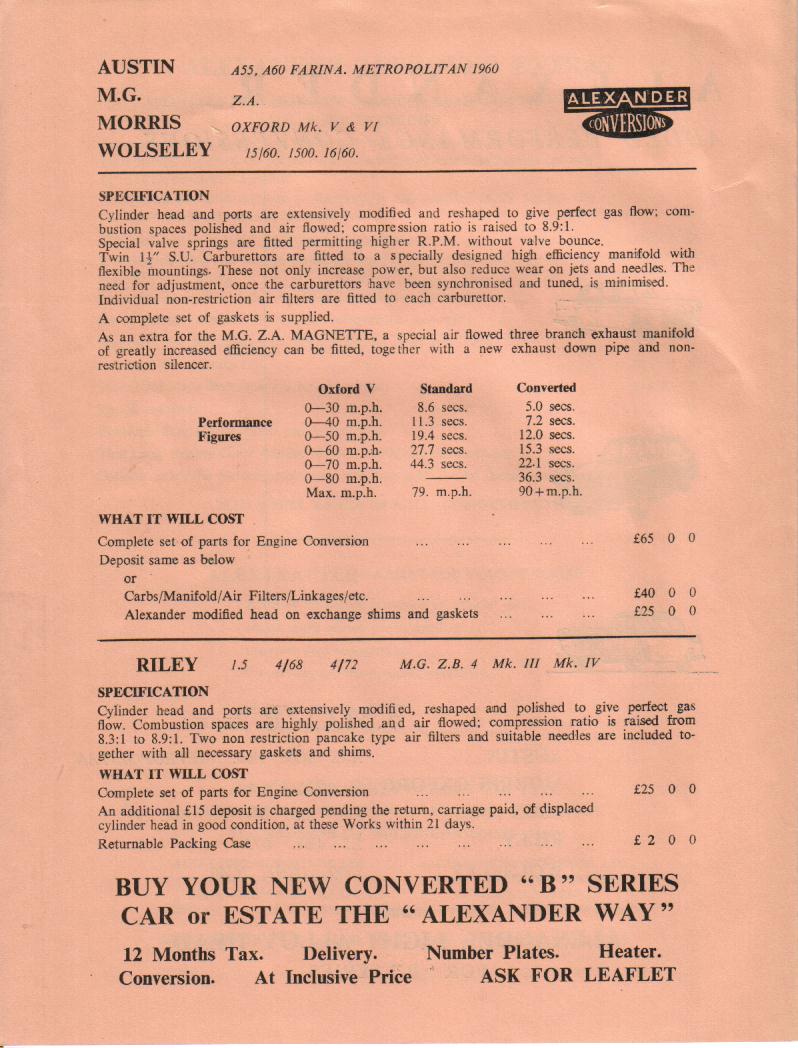 AUSTIN A55, A60 FARINA. METROPOLITAN 1960
M.G. Z.A.
MORRIS OXFORD Mk. V & VI
WOLSELEY 15/60. 1500. 16/60.
ALEXANDER
CONVERSIONS
SPECIFICATION
Cylinder head and ports are extensively modified and reshaped to give perfect gas flow; com-
bustion spaces polished and air flowed; compression ratio is raised to 8.9:1.
Special valve springs are fitted permitting higher R.P.M. without valve bounce.
Twin 1½″ S.U. Carburettors are fitted to a specially designed high efficiency manifold with
flexible mountings. These not only increase power, but also reduce wear on jets and needles. The
need for adjustment, once the carburettors have been synchronised and tuned, is minimised.
Individual non-restriction air filters are fitted to each carburettor.
A complete set of gaskets is supplied.
As an extra for the M.G. Z.A. MAGNETTE, a special air flowed three branch exhaust manifold
of greatly increased efficiency can be fitted, together with a new exhaust down pipe and non-
restriction silencer.
Oxford V Standard Converted
0—30 m.p.h. 8.6 secs. 5.0 secs.
Performance 0—40 m.p.h. 11.3 secs. 7.2 secs.
Figures 0—50 m.p.h. 19.4 secs. 12.0 secs.
0—60 m.p.h. 27.7 secs. 15.3 secs.
0—70 m.p.h. 44.3 secs. 22.1 secs.
0—80 m.p.h. —— 36.3 secs.
Max. m.p.h. 79. m.p.h. 90+m.p.h.
WHAT IT WILL COST
Complete set of parts for Engine Conversion ... ... ... ... ... £65 0 0
Deposit same as below
or
Carbs/Manifold/Air Filters/Linkages/etc. ... ... ... ... ... £40 0 0
Alexander modified head on exchange shims and gaskets ... ... ... £25 0 0
RILEY 1.5 4/68 4/72 M.G. Z.B. 4 Mk. III Mk. IV
SPECIFICATION
Cylinder head and ports are extensively modified, reshaped and polished to give perfect gas
flow. Combustion spaces are highly polished and air flowed; compression ratio is raised from
8.3:1 to 8.9:1. Two non restriction pancake type air filters and suitable needles are included to-
gether with all necessary gaskets and shims.
WHAT IT WILL COST
Complete set of parts for Engine Conversion ... ... ... ... ... £25 0 0
An additional £15 deposit is charged pending the return, carriage paid, of displaced
cylinder head in good condition, at these Works within 21 days.
Returnable Packing Case ... ... ... ... ... ... ... ... £ 2 0 0
BUY YOUR NEW CONVERTED “B” SERIES
CAR or ESTATE THE “ALEXANDER WAY”
12 Months Tax. Delivery. Number Plates. Heater.
Conversion. At Inclusive Price ASK FOR LEAFLET